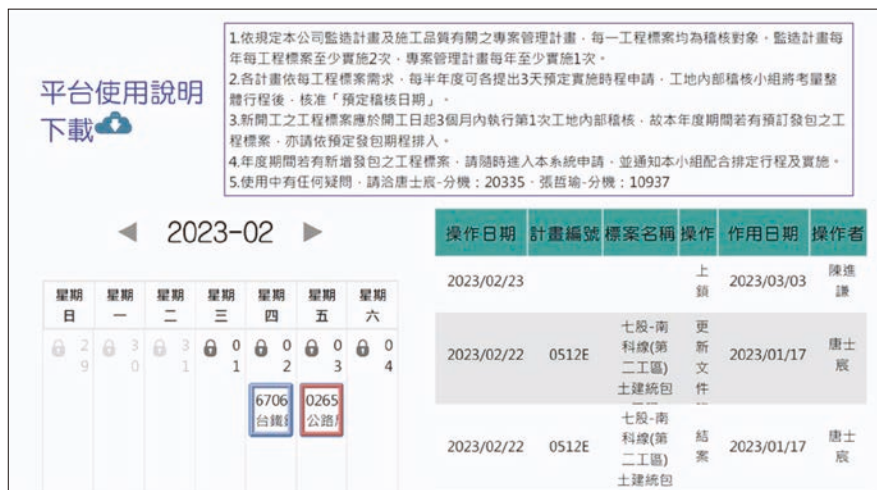 平台使用說明
下載
1.依規定本公司監造計畫及施工品質有關之專案管理計畫，每一工程標案均為稽核對象。監造計畫每
年每工程標案至少實施2次，專案管理計畫每年至少實施1次。
2.各計畫依每工程標案需求，每半年度可各提出3天預定實施時程申請，工地內部稽核小組將考量整
體行程後，核准「預定稽核日期」。
3.新開工之工程標案應於開工日起3個月內執行第1次工地內部稽核，故本年度期間若有預訂發包之工
程標案，亦請依預定發包期程排入。
4.年度期間若有新增發包之工程標案，請隨時進入本系統申請，並通知本小組配合排定行程及實施。
5.使用中有任何疑問，請洽唐士宸-分機：20335、張哲瑜-分機：10937
2023-02
星期日 星期一 星期二 星期三 星期四 星期五 星期六
29 30 31 01 02 03 04
6706 0265
台鐵 公路
操作日期 計畫編號 標案名稱 操作 作用日期 操作者
2023/02/23 上鎖 2023/03/03 陳進謙
2023/02/22 0512E 七股-南科線(第二工區)土建統包 更新文件 2023/01/17 唐士宸
2023/02/22 0512E 七股-南科線(第二工區)土建統包 結案 2023/01/17 唐士宸